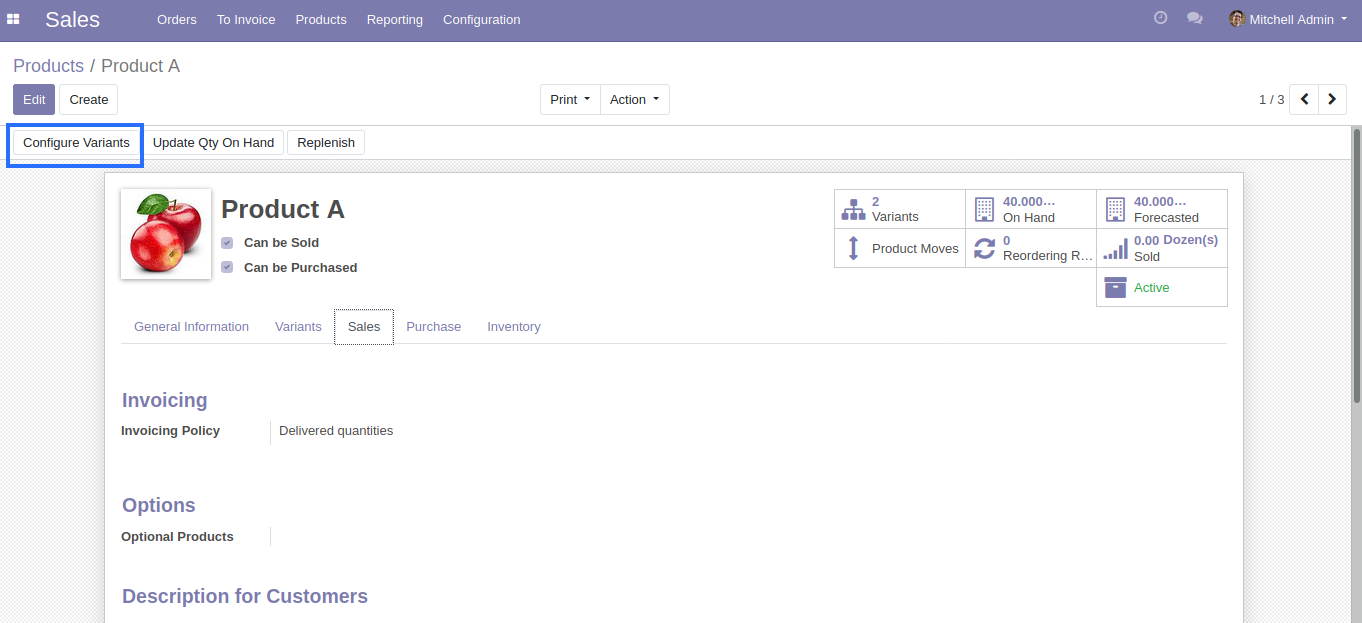 Sales Orders To Invoice Products Reporting Configuration Mitchell Admin
Products / Product A
Edit Create Print Action 1 / 3
Configure Variants Update Qty On Hand Replenish
Product A
Can be Sold
Can be Purchased
2 Variants
40.000... On Hand
40.000... Forecasted
Product Moves
0 Reordering R...
0.00 Dozen(s) Sold
Active
General Information Variants Sales Purchase Inventory
Invoicing
Invoicing Policy Delivered quantities
Options
Optional Products
Description for Customers